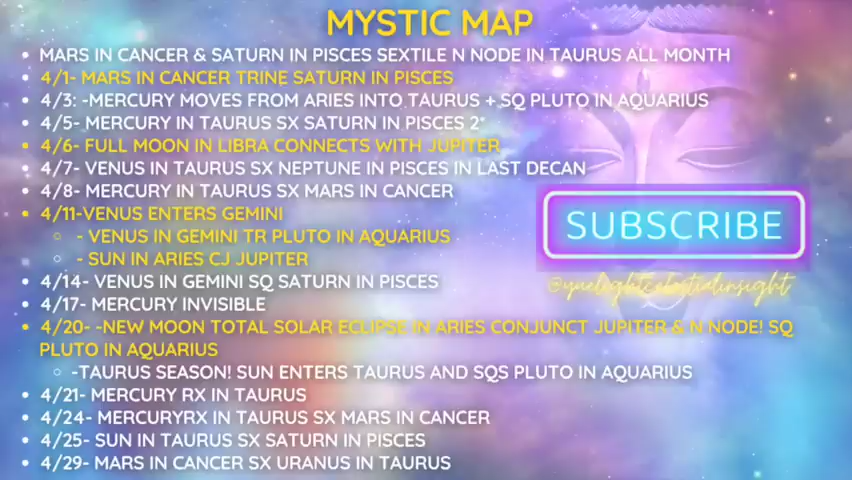 MYSTIC MAP
• MARS IN CANCER & SATURN IN PISCES SEXTILE N NODE IN TAURUS ALL MONTH
• 4/1- MARS IN CANCER TRINE SATURN IN PISCES
• 4/3: -MERCURY MOVES FROM ARIES INTO TAURUS + SQ PLUTO IN AQUARIUS
• 4/5- MERCURY IN TAURUS SX SATURN IN PISCES 2°
• 4/6- FULL MOON IN LIBRA CONNECTS WITH JUPITER
• 4/7- VENUS IN TAURUS SX NEPTUNE IN PISCES IN LAST DECAN
• 4/8- MERCURY IN TAURUS SX MARS IN CANCER
• 4/11-VENUS ENTERS GEMINI
◦ - VENUS IN GEMINI TR PLUTO IN AQUARIUS
◦ - SUN IN ARIES CJ JUPITER
• 4/14- VENUS IN GEMINI SQ SATURN IN PISCES
• 4/17- MERCURY INVISIBLE
• 4/20- -NEW MOON TOTAL SOLAR ECLIPSE IN ARIES CONJUNCT JUPITER & N NODE! SQ
PLUTO IN AQUARIUS
◦ -TAURUS SEASON! SUN ENTERS TAURUS AND SQS PLUTO IN AQUARIUS
• 4/21- MERCURY RX IN TAURUS
• 4/24- MERCURYRX IN TAURUS SX MARS IN CANCER
• 4/25- SUN IN TAURUS SX SATURN IN PISCES
• 4/29- MARS IN CANCER SX URANUS IN TAURUS
SUBSCRIBE